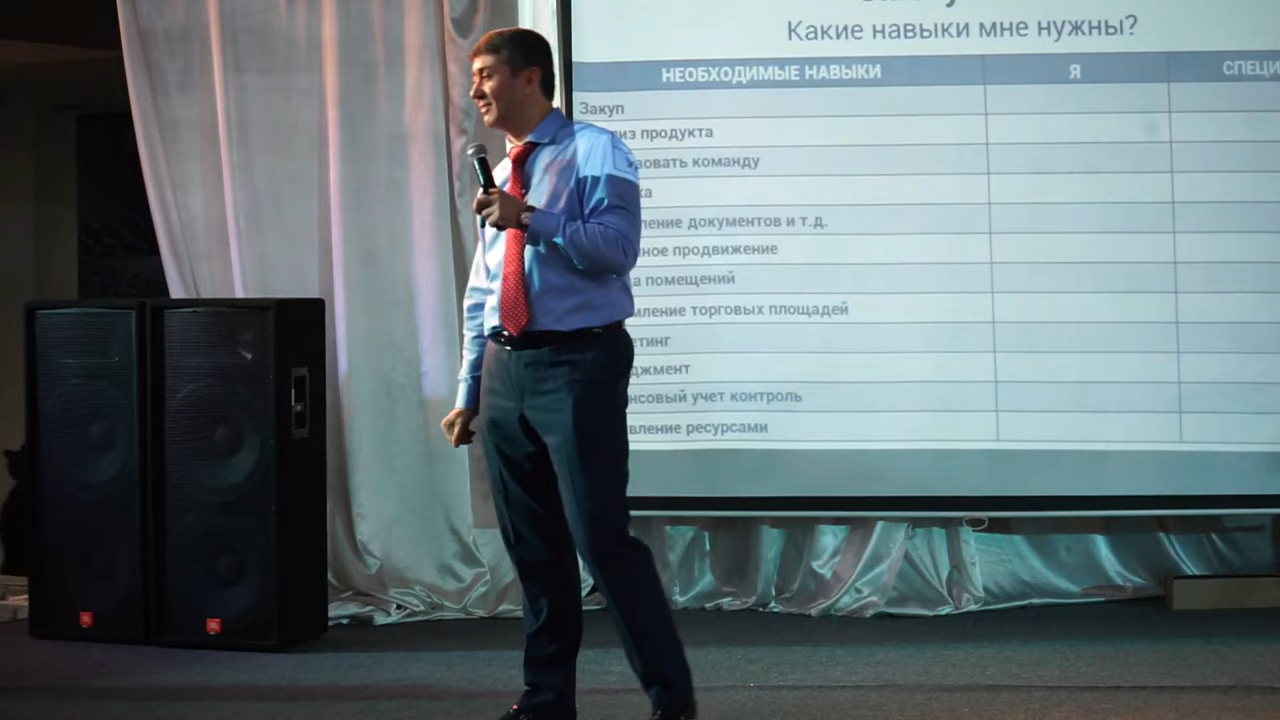 Какие навыки мне нужны?
НЕОБХОДИМЫЕ НАВЫКИ Я СПЕЦИ
Закуп
из продукта
зовать команду
ка
ление документов и т.д.
ное продвижение
а помещений
мление торговых площадей
етинг
джмент
нсовый учет контроль
вление ресурсами